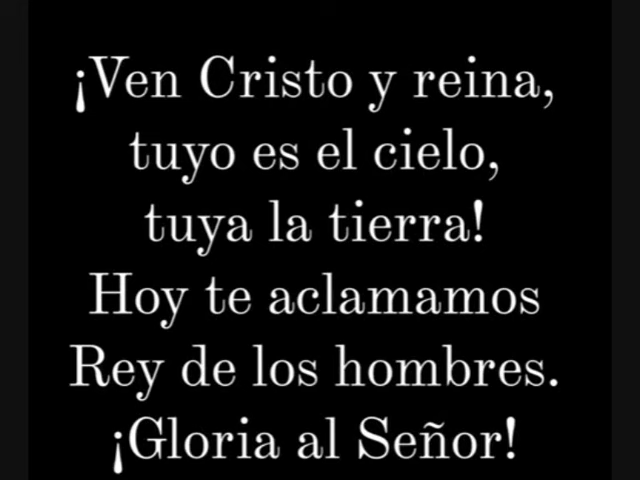 ¡Ven Cristo y reina,
tuyo es el cielo,
tuya la tierra!
Hoy te aclamamos
Rey de los hombres.
¡Gloria al Señor!